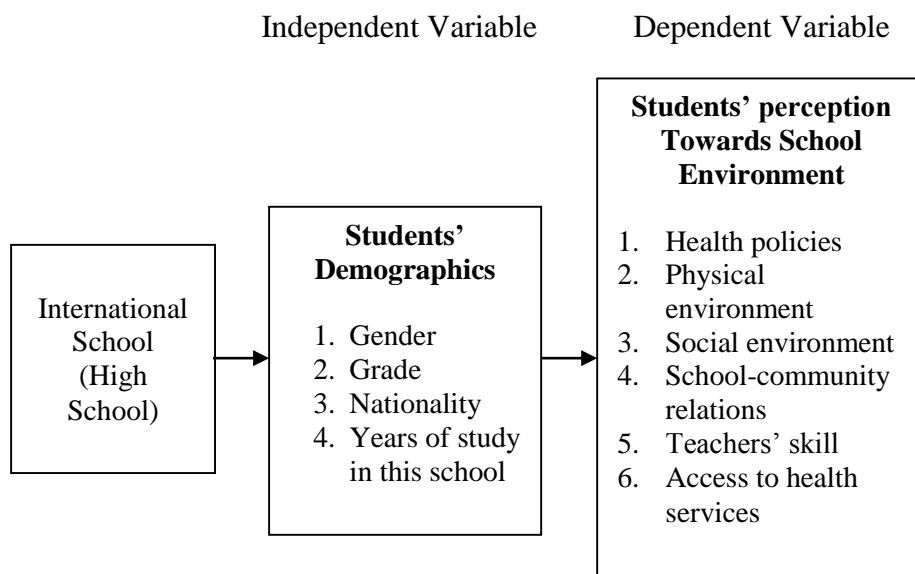 Independent Variable
Dependent Variable
International
School
(High
School)
Students’
Demographics
1. Gender
2. Grade
3. Nationality
4. Years of study
in this school
Students’ perception
Towards School
Environment
1. Health policies
2. Physical
environment
3. Social environment
4. School-community
relations
5. Teachers’ skill
6. Access to health
services